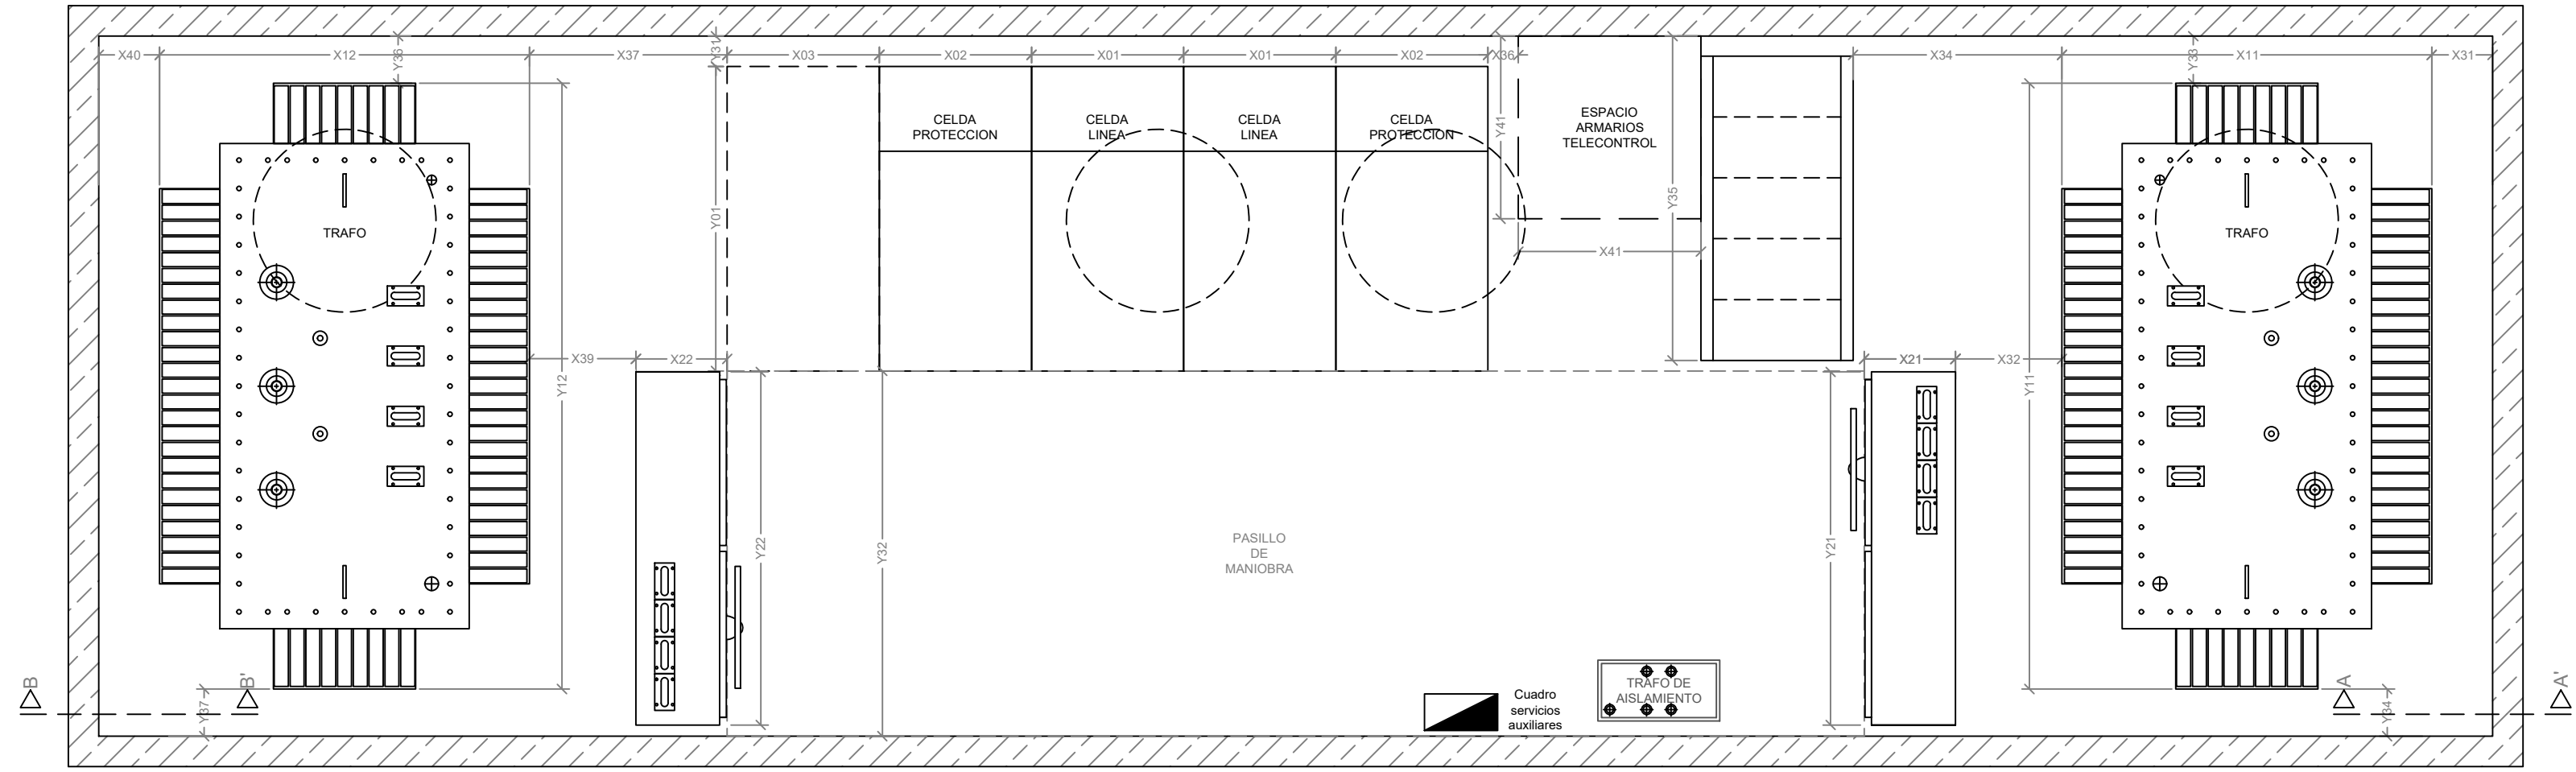 X40
X12
Y36
X37
Y31
X03
X02
X01
X01
X02
X36
X34
Y33
X11
X31
CELDA
PROTECCION
CELDA
LINEA
CELDA
LINEA
CELDA
PROTECCION
Y41
ESPACIO
ARMARIOS
TELECONTROL
Y35
Y01
TRAFO
TRAFO
X41
X39
X22
X21
X32
Y12
Y11
Y22
Y32
PASILLO
DE
MANIOBRA
Y21
B
B'
Y37
Cuadro
servicios
auxiliares
TRAFO DE
AISLAMIENTO
A
A'
Y34